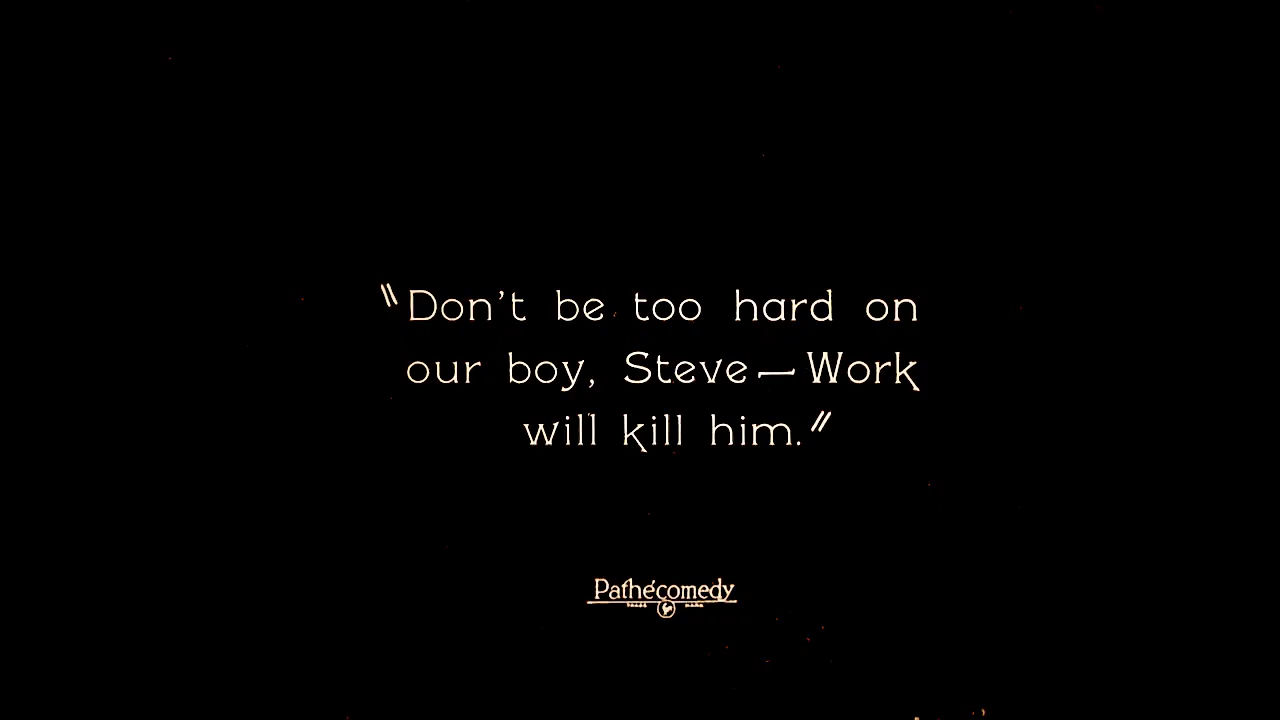 "Don't be too hard on
our boy, Steve—Work
will kill him."
Pathécomedy